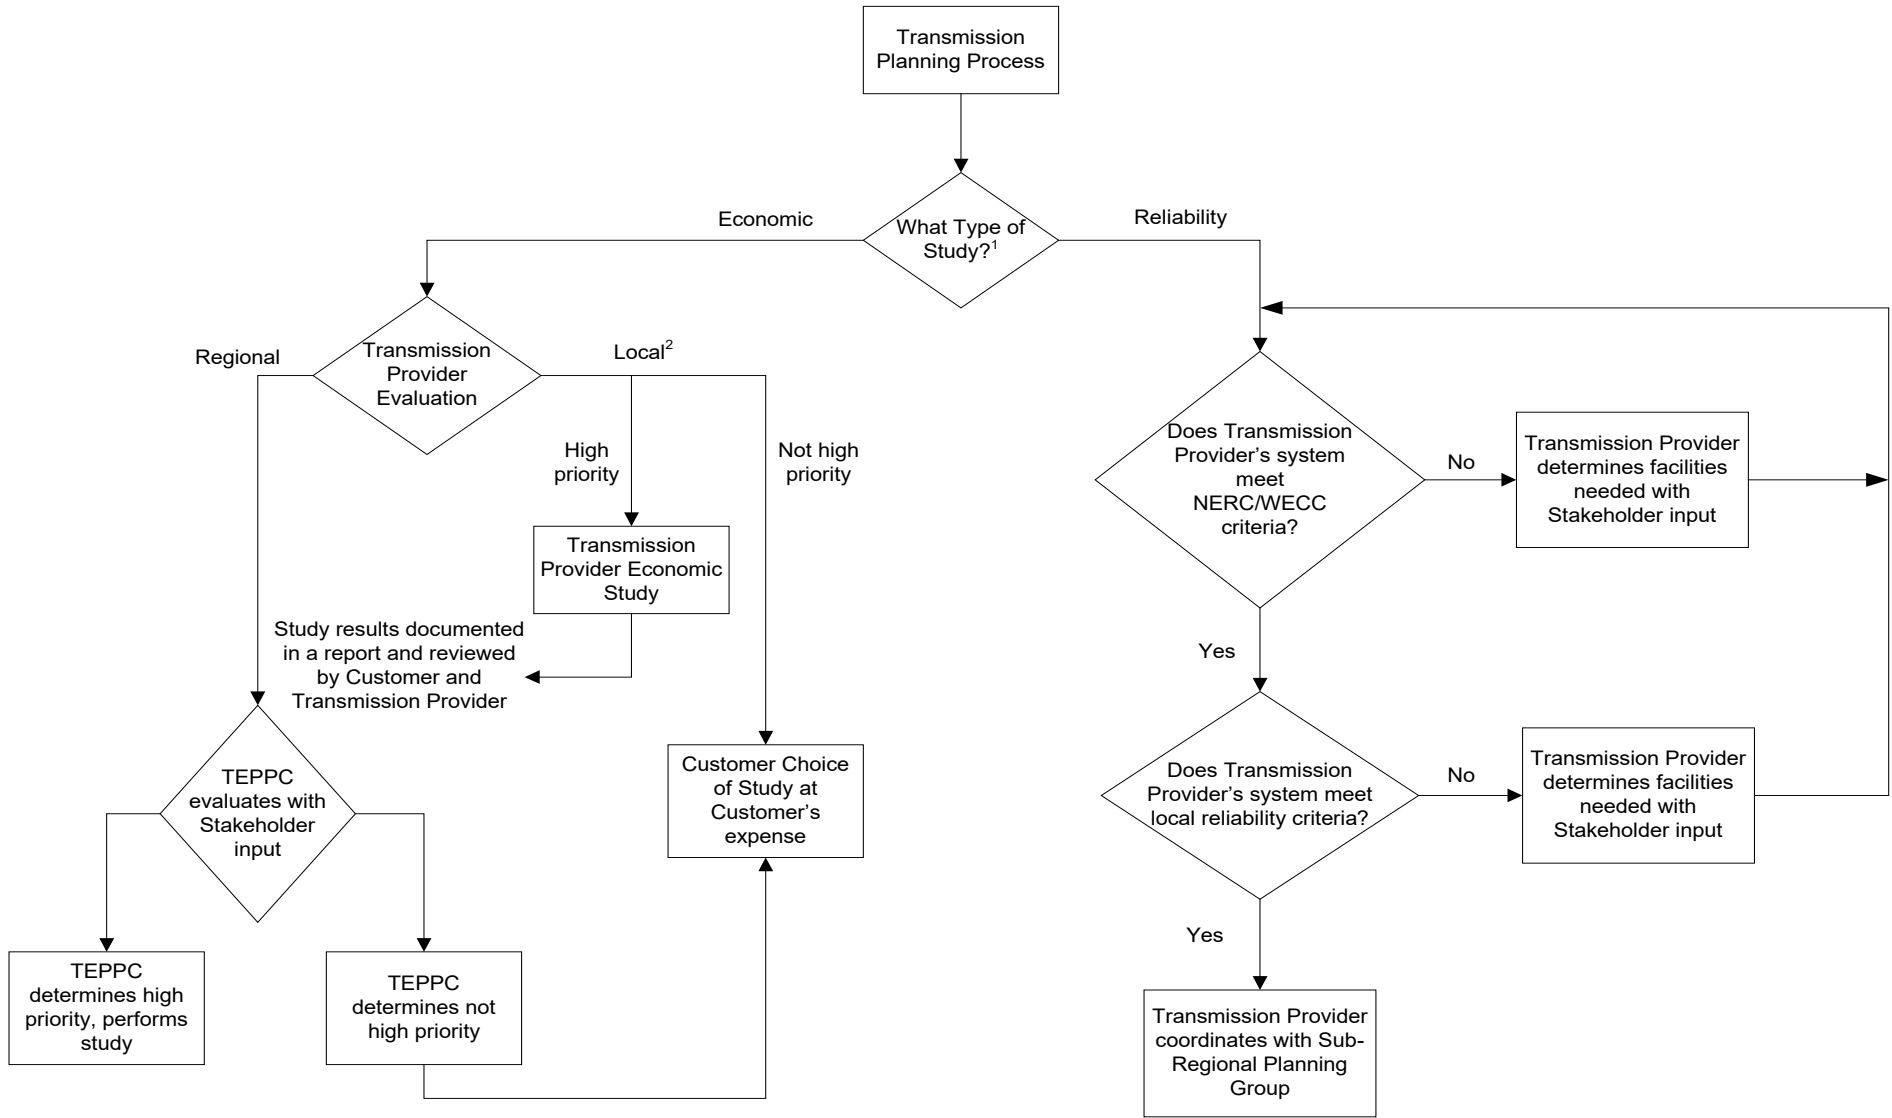 Transmission
Planning Process
Economic
What Type of
Study?¹
Reliability
Regional
Transmission
Provider
Evaluation
Local²
High
priority
Not high
priority
Transmission
Provider Economic
Study
Study results documented
in a report and reviewed
by Customer and
Transmission Provider
TEPPC
evaluates with
Stakeholder
input
Customer Choice
of Study at
Customer’s
expense
TEPPC
determines high
priority, performs
study
TEPPC
determines not
high priority
Does Transmission
Provider’s system
meet
NERC/WECC
criteria?
No
Transmission Provider
determines facilities
needed with
Stakeholder input
Yes
Does Transmission
Provider’s system meet
local reliability criteria?
No
Transmission Provider
determines facilities
needed with
Stakeholder input
Yes
Transmission Provider
coordinates with Sub-
Regional Planning
Group